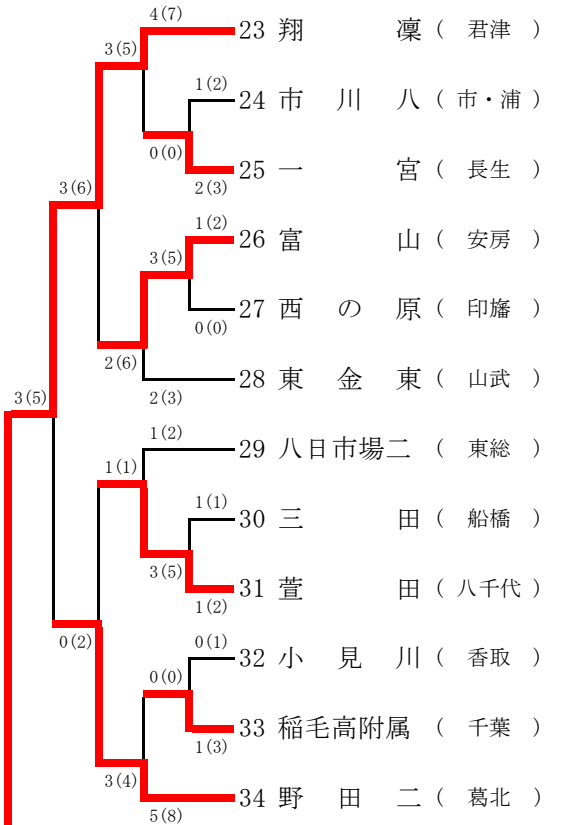 4(7)
23 翔 凜 ( 君津 )
3(5)
1(2)
24 市 川 八 ( 市・浦 )
0(0)
25 一 宮 ( 長生 )
2(3)
3(6)
1(2)
26 富 山 ( 安房 )
3(5)
27 西 の 原 ( 印旛 )
0(0)
2(6)
28 東 金 東 ( 山武 )
2(3)
3(5)
1(2)
29 八日市場二 ( 東総 )
1(1)
1(1)
30 三 田 ( 船橋 )
3(5)
31 萱 田 ( 八千代 )
1(2)
0(2)
0(1)
32 小 見 川 ( 香取 )
0(0)
33 稲毛高附属 ( 千葉 )
1(3)
3(4)
34 野 田 二 ( 葛北 )
5(8)